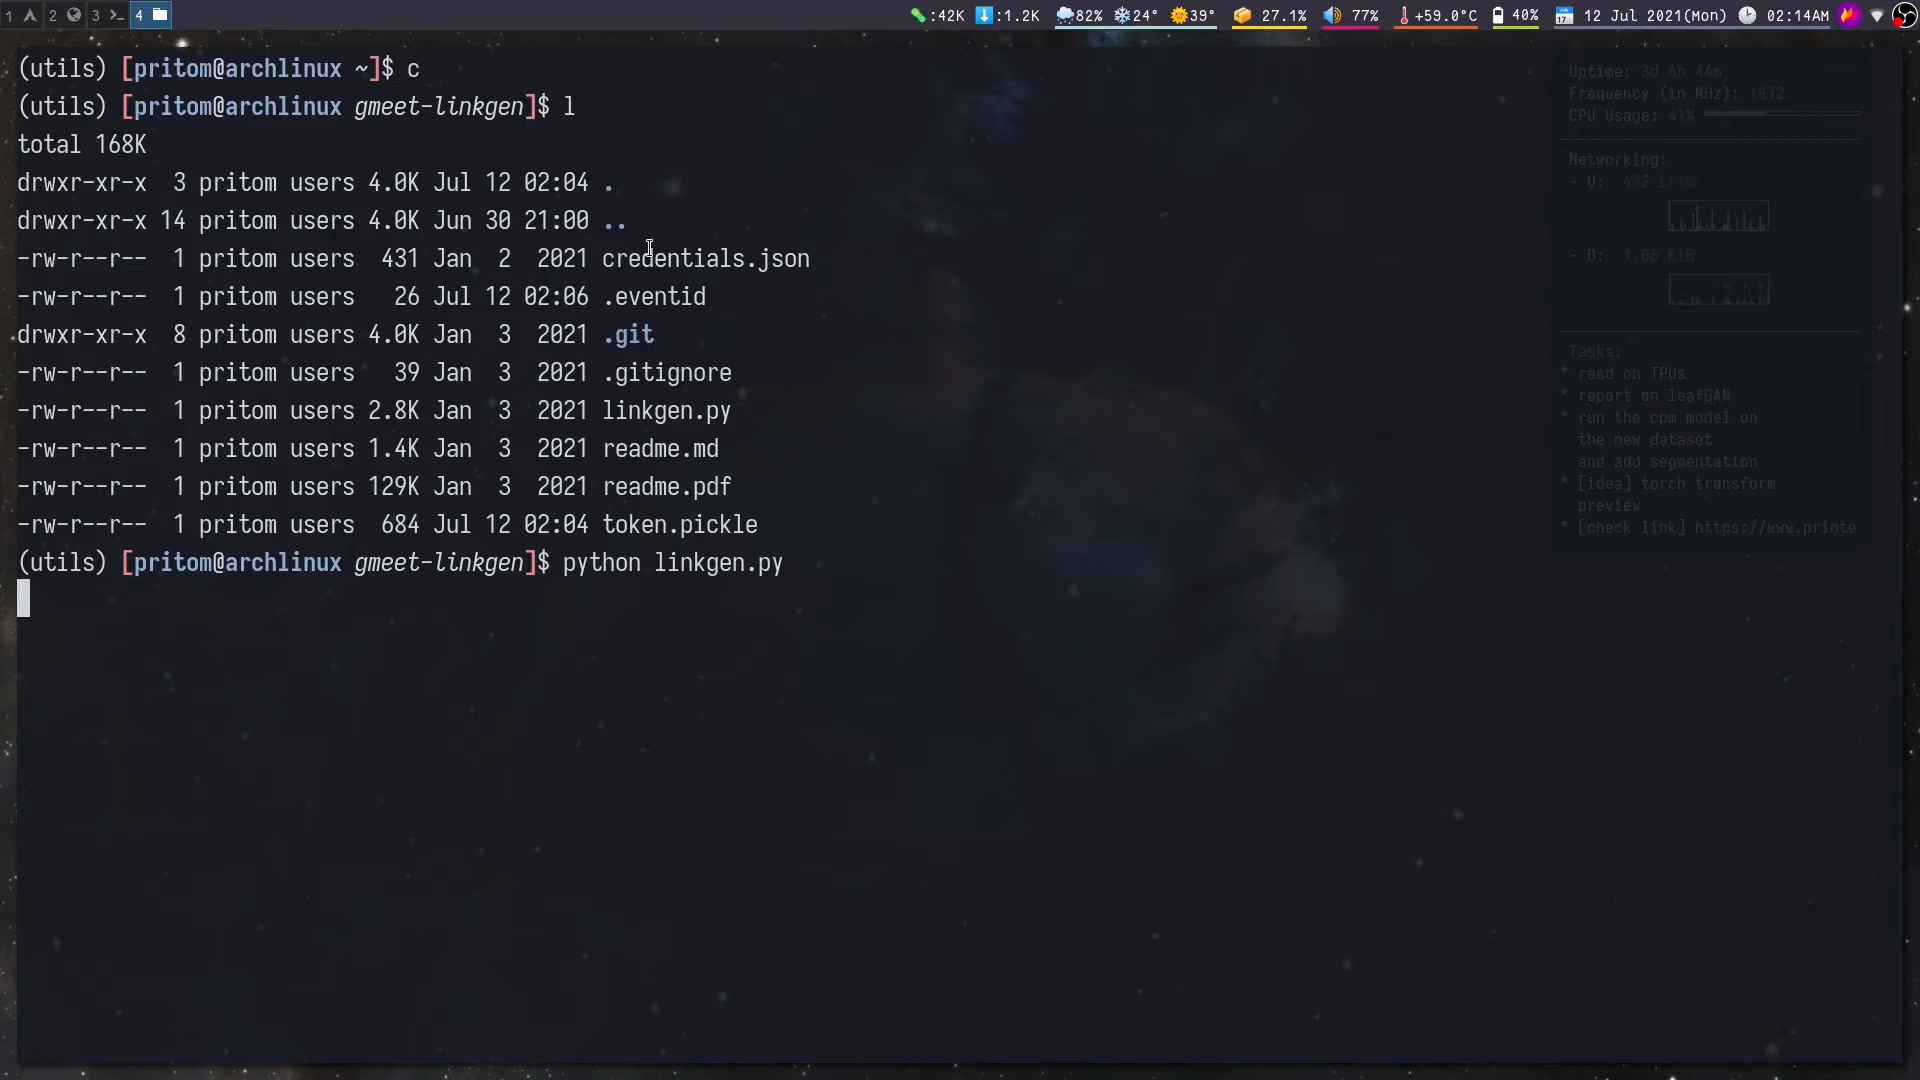 1 2 3 4 :42K :1.2K 82% 24° 39° 27.1% 77% +59.0°C 40% 12 Jul 2021(Mon) 02:14AM
(utils) [pritom@archlinux ~]$ c
(utils) [pritom@archlinux gmeet-linkgen]$ l
total 168K
drwxr-xr-x  3 pritom users 4.0K Jul 12 02:04 .
drwxr-xr-x 14 pritom users 4.0K Jun 30 21:00 ..
-rw-r--r--  1 pritom users  431 Jan  2  2021 credentials.json
-rw-r--r--  1 pritom users   26 Jul 12 02:06 .eventid
drwxr-xr-x  8 pritom users 4.0K Jan  3  2021 .git
-rw-r--r--  1 pritom users   39 Jan  3  2021 .gitignore
-rw-r--r--  1 pritom users 2.8K Jan  3  2021 linkgen.py
-rw-r--r--  1 pritom users 1.4K Jan  3  2021 readme.md
-rw-r--r--  1 pritom users 129K Jan  3  2021 readme.pdf
-rw-r--r--  1 pritom users  684 Jul 12 02:04 token.pickle
(utils) [pritom@archlinux gmeet-linkgen]$ python linkgen.py
Uptime: 3d 6h 44m
Frequency (in MHz): 1872
CPU Usage: 41%
Networking:
- U: 432
- D: 1.06 KiB
Tasks:
* read on TPUs
* report on leafGAN
* run the cpm model on
the new dataset
and add segmentation
* [idea] torch transform
preview
* [check link] https://www.printe